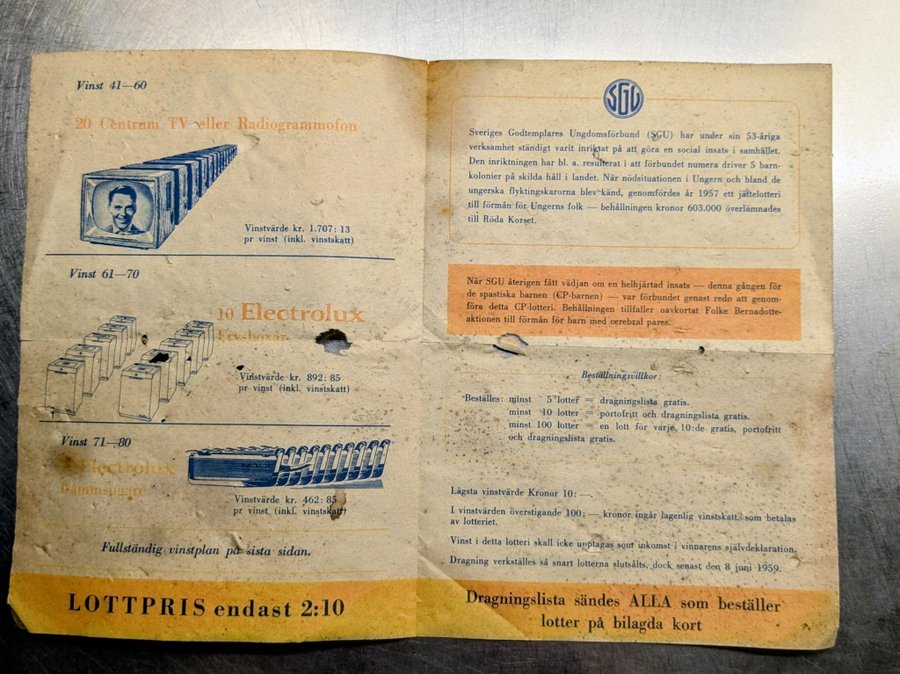 Vinst 41—60
20 Centrum TV eller Radiogrammofon
Vinstvärde kr. 1.707: 13
pr vinst (inkl. vinstskatt)
Vinst 61—70
10 Electrolux
Frysboxar
Vinstvärde kr. 892: 85
pr vinst (inkl. vinstskatt)
Vinst 71—80
Electrolux
Dammsugare
Vinstvärde kr. 462: 85
pr vinst (inkl. vinstskatt)
Fullständig vinstplan på sista sidan.
LOTTPRIS endast 2:10
SGU
Sveriges Godtemplares Ungdomsförbund (SGU) har under sin 53-åriga
verksamhet ständigt varit inriktat på att göra en social insats i samhället.
Den inriktningen har bl. a. resulterat i att förbundet numera driver 5 barn-
kolonier på skilda håll i landet. När nödsituationen i Ungern och bland de
ungerska flyktingskarorna blev känd, genomfördes år 1957 ett jättelotteri
till förmån för Ungerns folk — behållningen kronor 603.000 överlämnades
till Röda Korset.
När SGU återigen fått vädjan om en helhjärtad insats — denna gången för
de spastiska barnen (CP-barnen) — var förbundet genast redo att genom-
föra detta CP-lotteri. Behållningen tillfaller oavkortat Folke Bernadotte-
aktionen till förmån för barn med cerebral pares.
Beställningsvillkor:
Beställes: minst 5 lotter = dragningslista gratis.
minst 10 lotter = portofritt och dragningslista gratis.
minst 100 lotter = en lott för varje 10:de gratis, portofritt
och dragningslista gratis.
Lägsta vinstvärde Kronor 10: —.
I vinstvärden överstigande 100: — kronor ingår lagenlig vinstskatt, som betalas
av lotteriet.
Vinst i detta lotteri skall icke upptagas som inkomst i vinnarens självdeklaration.
Dragning verkställes så snart lotterna slutsålts, dock senast den 8 juni 1959.
Dragningslista sändes ALLA som beställer
lotter på bilagda kort